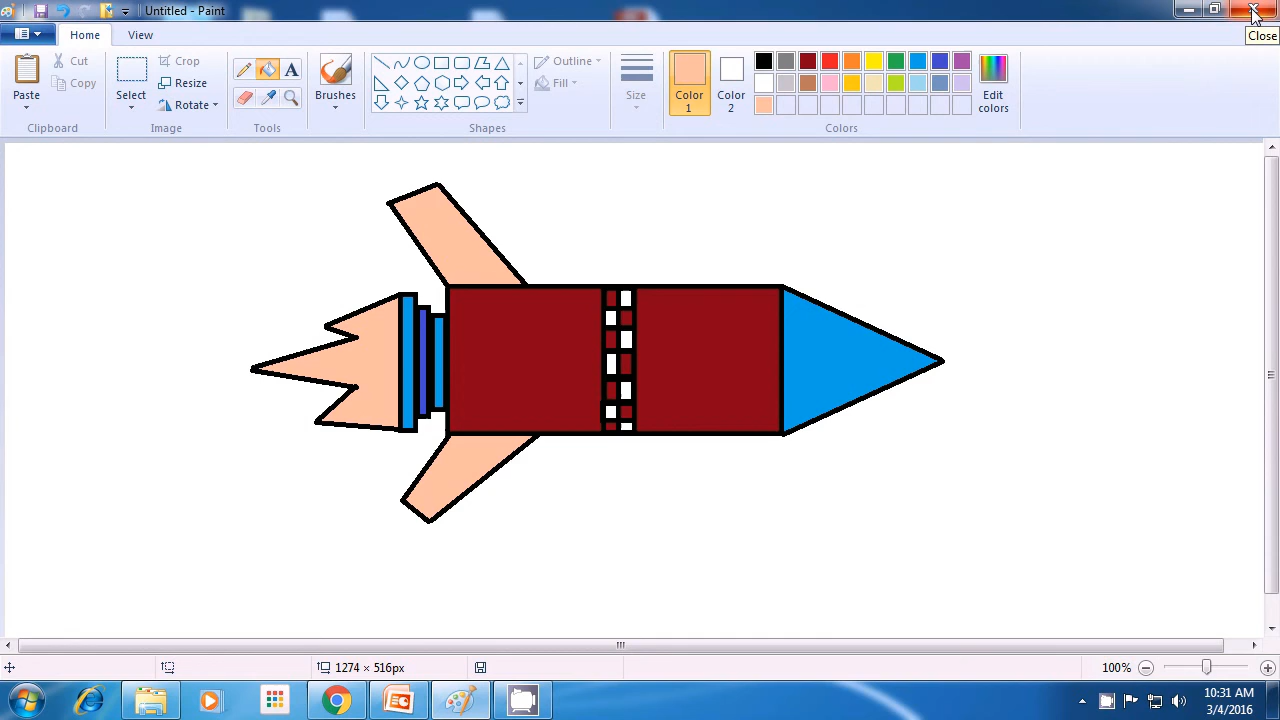 Untitled - Paint
Close
Home View
Paste
Cut
Copy
Clipboard
Select
Crop
Resize
Rotate
Image
A
Tools
Brushes
Shapes
Outline
Fill
Size
Color 1
Color 2
Colors
Edit colors
1274 × 516px
100%
10:31 AM
3/4/2016